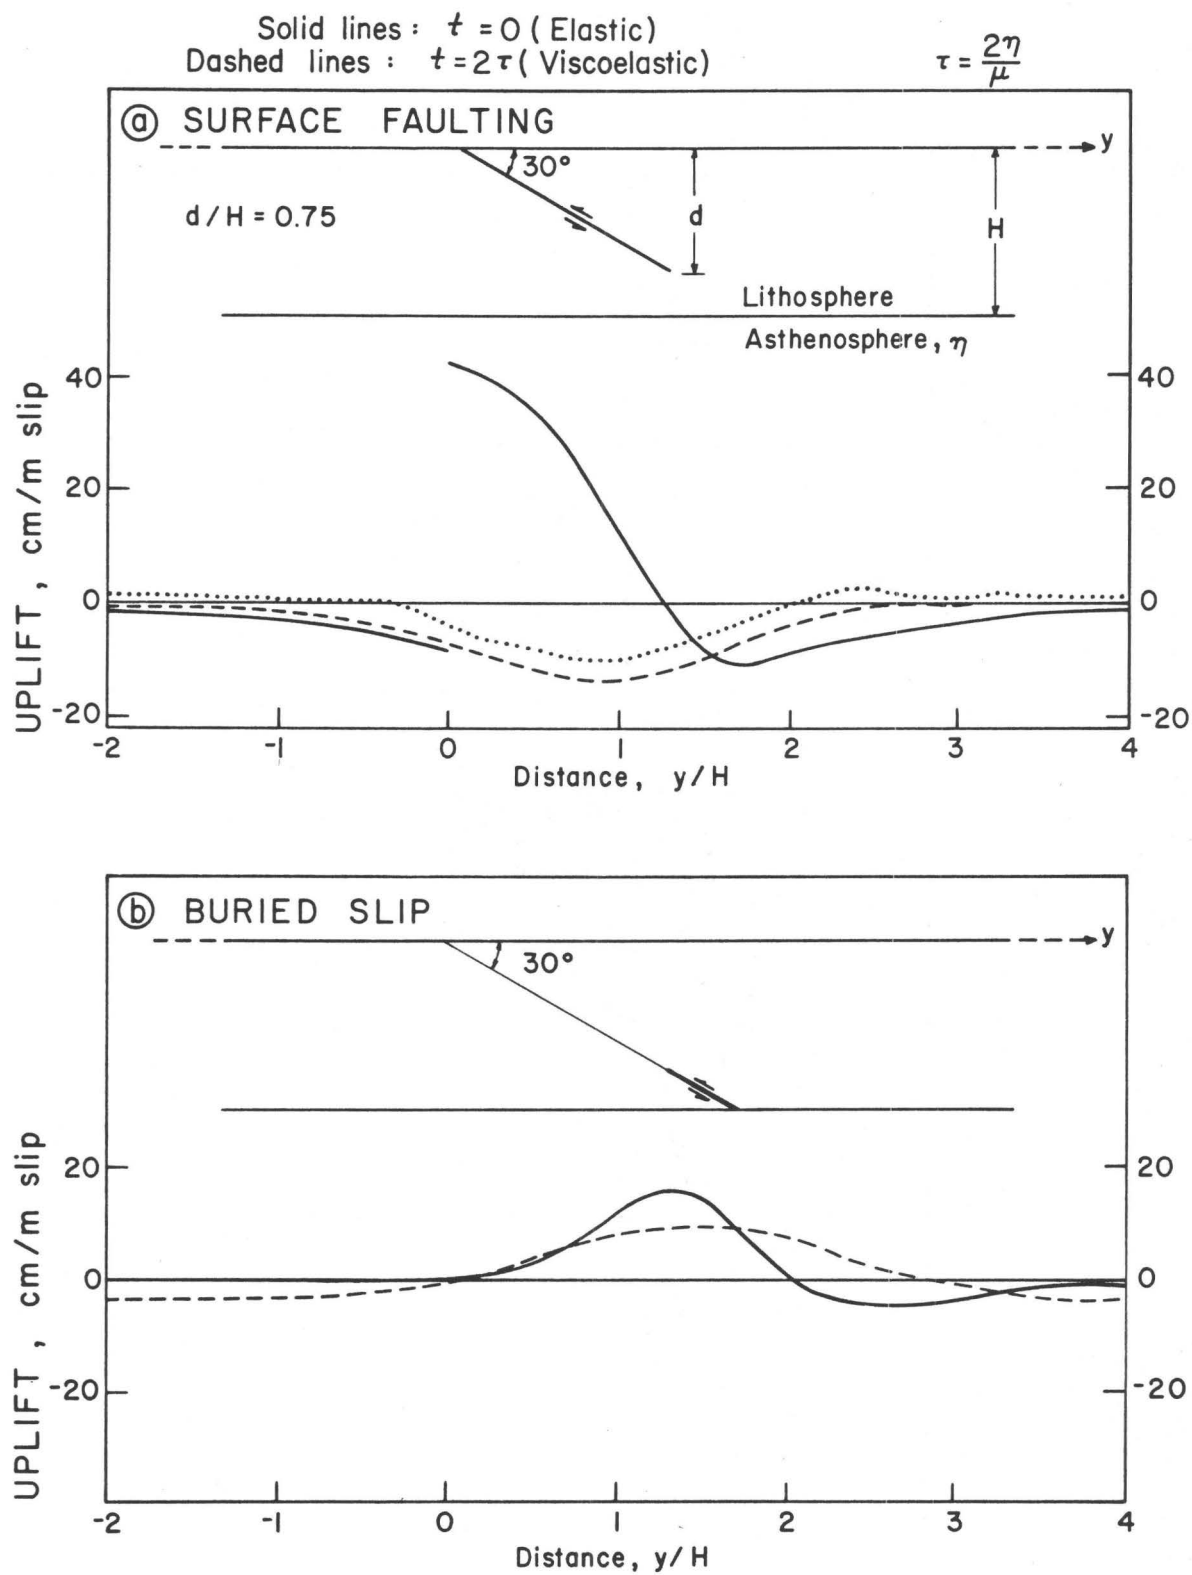 Solid lines : t = 0 ( Elastic)
Dashed lines : t = 2τ ( Viscoelastic)
τ = 2η/μ
ⓐ SURFACE FAULTING
y
30°
d/H = 0.75
d
H
Lithosphere
Asthenosphere, η
40
20
0
-20
40
20
0
-20
UPLIFT, cm/m slip
-2 -1 0 1 2 3 4
Distance, y/H
ⓑ BURIED SLIP
y
30°
20
0
-20
20
0
-20
UPLIFT, cm/m slip
-2 -1 0 1 2 3 4
Distance, y/H